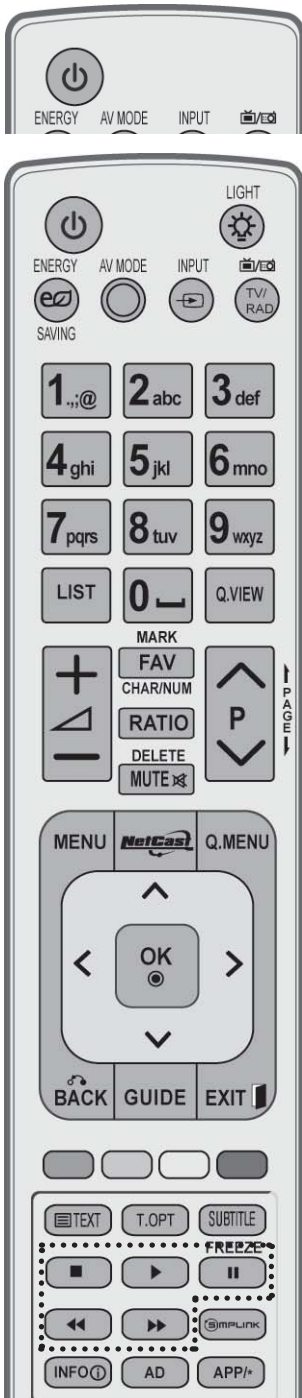 ENERGY AV MODE INPUT
LIGHT
ENERGY AV MODE INPUT
TV/
RAD
SAVING
1.,;@ 2abc 3def
4ghi 5jkl 6mno
7pqrs 8tuv 9wxyz
LIST 0 Q.VIEW
MARK
FAV
CHAR/NUM
P
PAGE
RATIO
DELETE
MUTE
MENU NetCast Q.MENU
OK
BACK GUIDE EXIT
TEXT T.OPT SUBTITLE
FREEZE
SIMPLINK
INFO AD APP/*